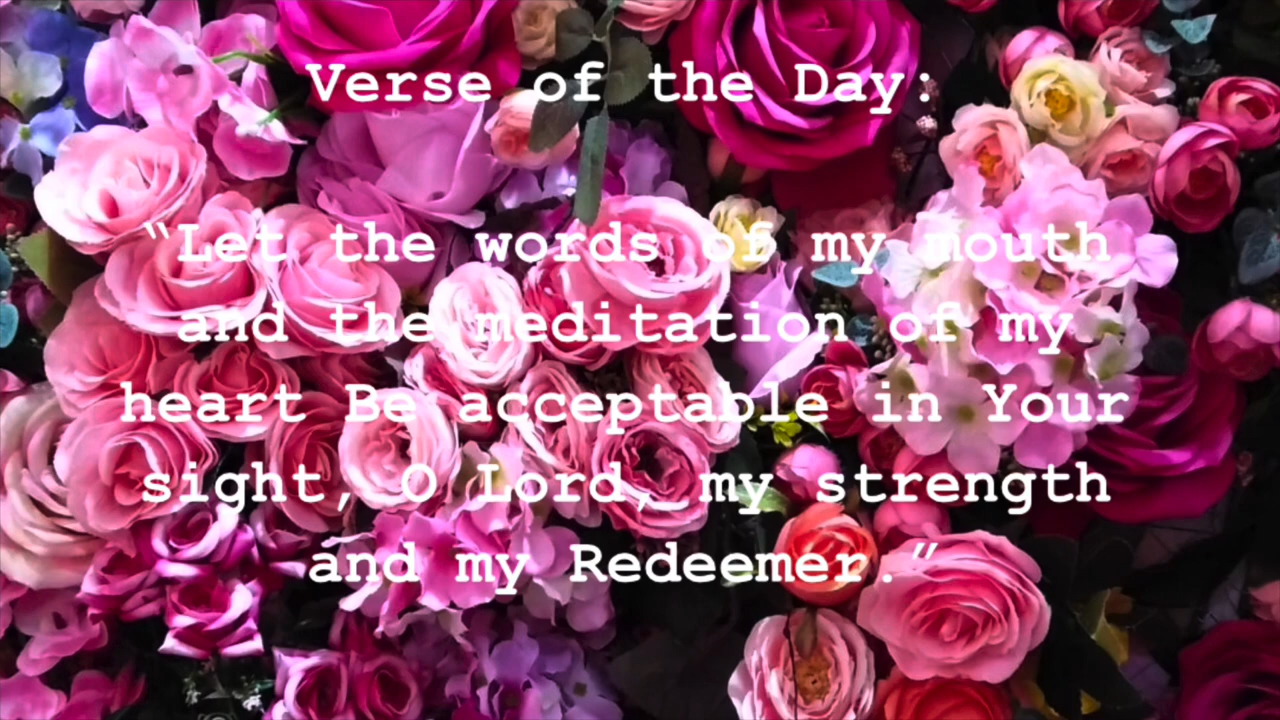 Verse of the Day:
“Let the words of my mouth
and the meditation of my
heart Be acceptable in Your
sight, O Lord, my strength
and my Redeemer.”